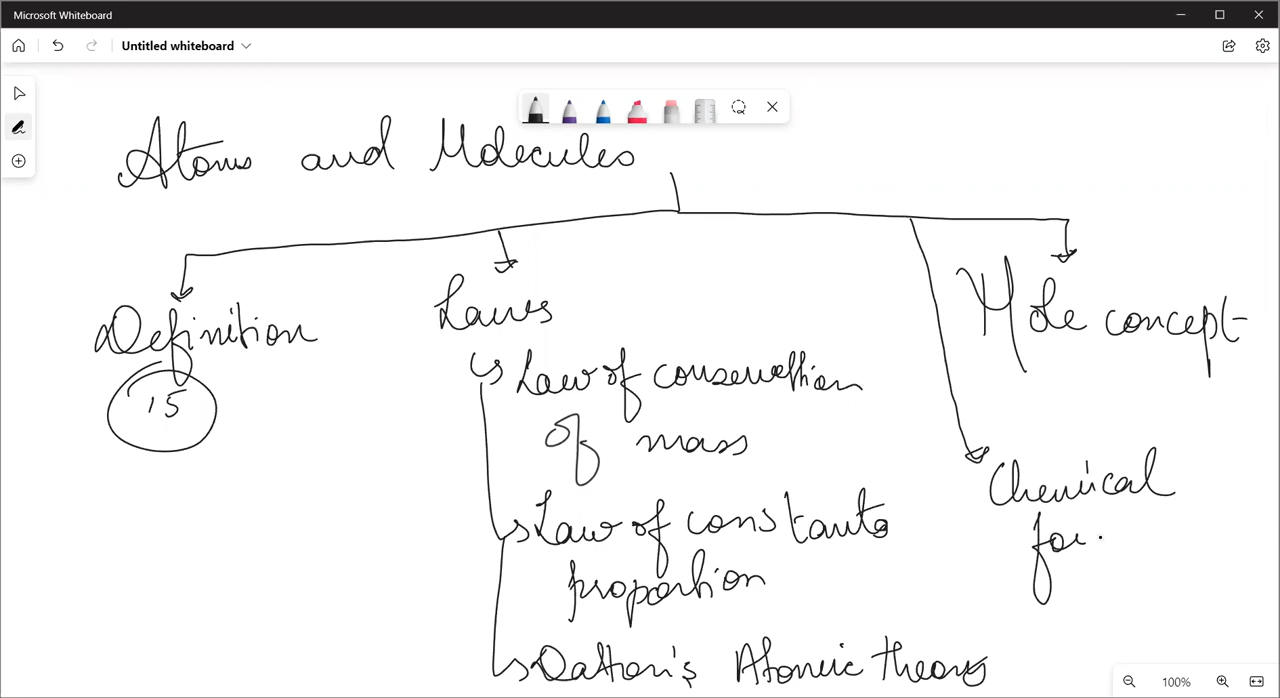 Microsoft Whiteboard
Untitled whiteboard
Atoms and Molecules
Definition
15
Laws
Law of conservation
of mass
Law of constants
proportion
Dalton's Atomic theory
Mole concept
Chemical
for.
100%